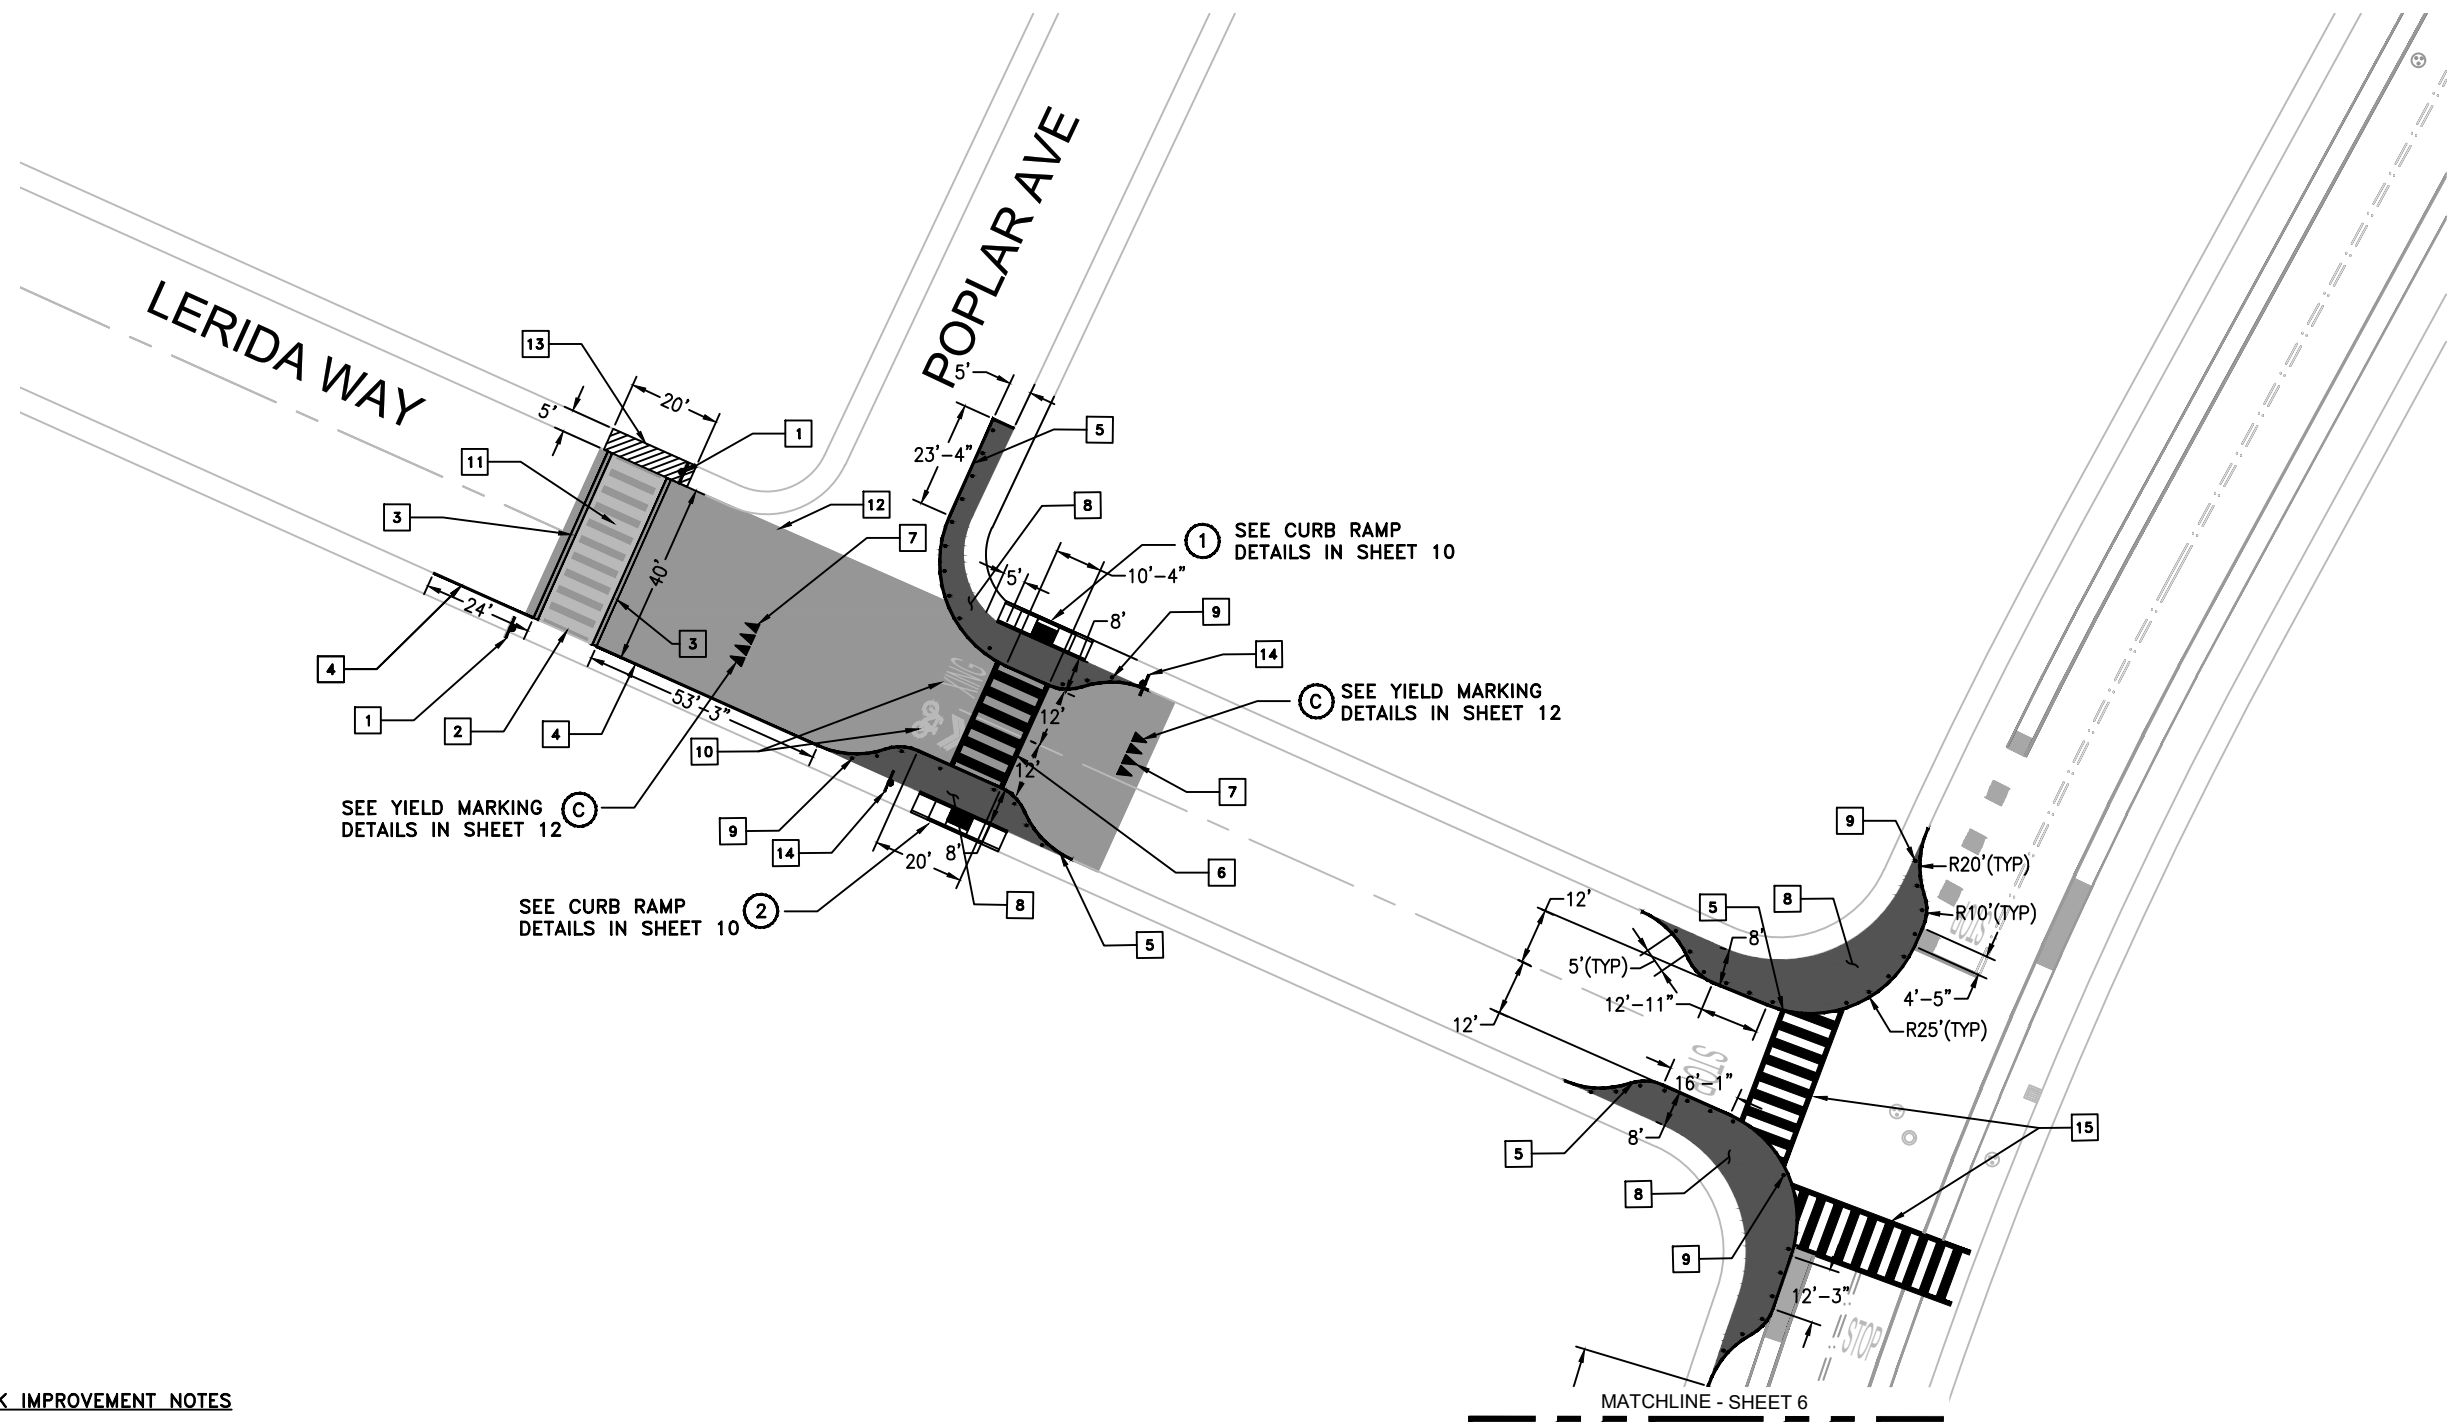 POPLAR AVE
LERIDA WAY
13
20'
5'
1
5'
5
23'-4"
11
12
8
3
7
1
SEE CURB RAMP
DETAILS IN SHEET 10
40'
5'
10'-4"
9
8'
24'
3
4
14
XING
C
SEE YIELD MARKING
DETAILS IN SHEET 12
1
2
4
53'-3"
12'
10
12'
7
SEE YIELD MARKING
DETAILS IN SHEET 12
C
9
14
20'
8'
6
9
R20'(TYP)
SEE CURB RAMP
DETAILS IN SHEET 10
2
8
5
12'
5
8
R10'(TYP)
STOP
8'
5'(TYP)
12'-11"
4'-5"
12'
R25'(TYP)
STOP
16'-1"
15
8'
5
8
9
12'-3"
STOP
K IMPROVEMENT NOTES
MATCHLINE - SHEET 6